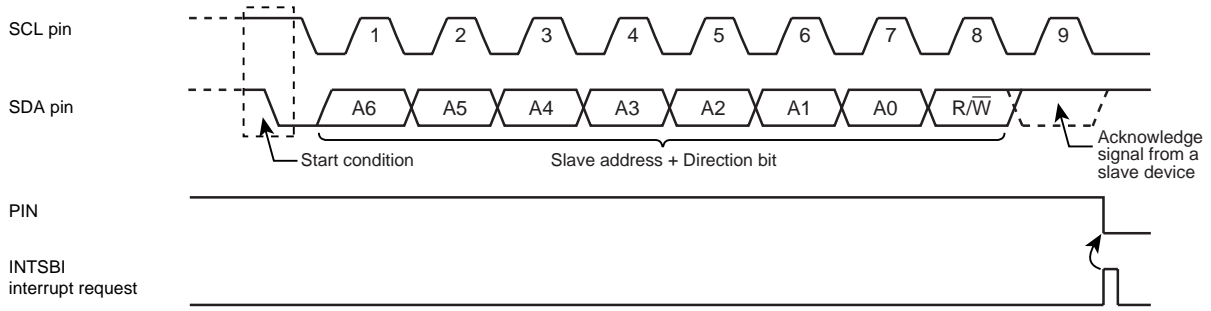 SCL pin
1 2 3 4 5 6 7 8 9
SDA pin
A6 A5 A4 A3 A2 A1 A0 R/W̅
Start condition
Slave address + Direction bit
Acknowledge
signal from a
slave device
PIN
INTSBI
interrupt request